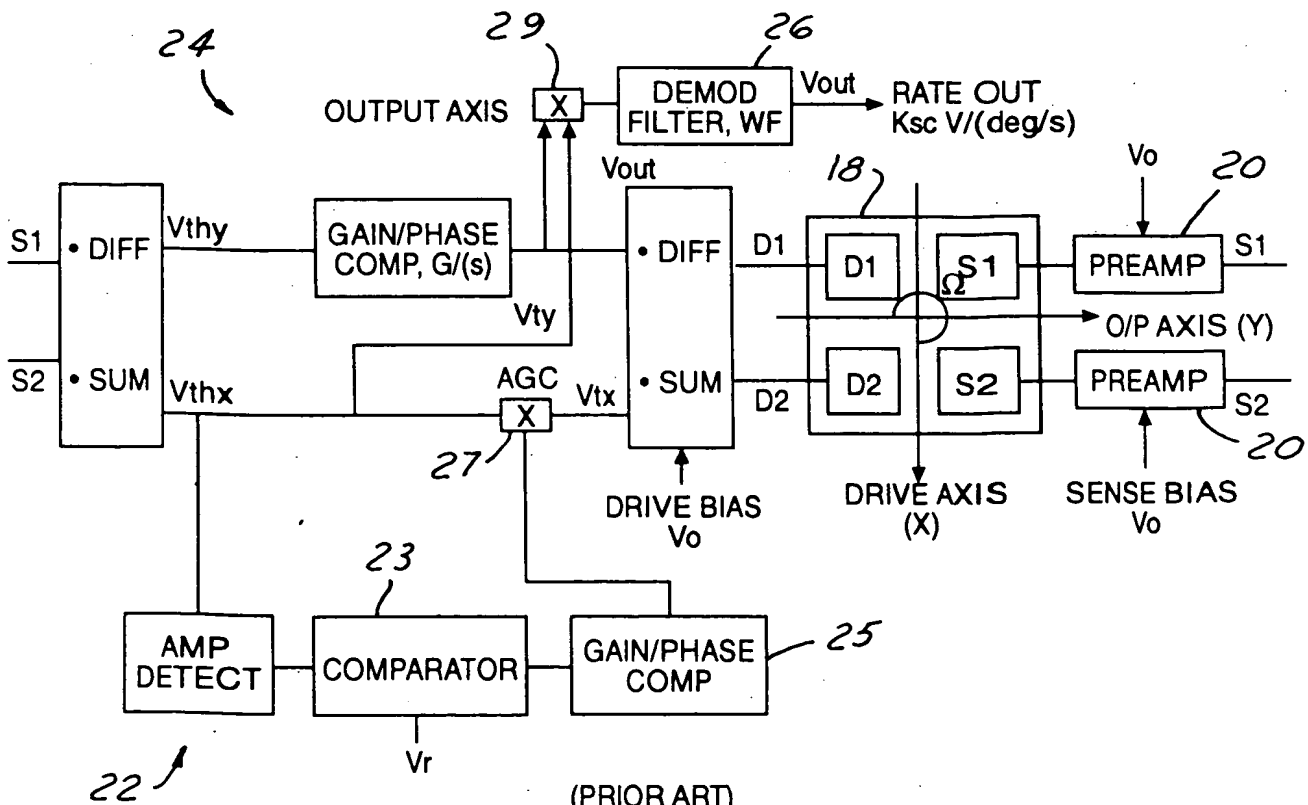 24
29
26
OUTPUT AXIS
X
DEMOD
FILTER, WF
Vout
RATE OUT
Ksc V/(deg/s)
Vout
18
Vo
20
S1
• DIFF
Vthy
GAIN/PHASE
COMP, G/(s)
• DIFF
D1
D1
S1
Ω
PREAMP
S1
Vty
O/P AXIS (Y)
S2
• SUM
Vthx
AGC
X
Vtx
• SUM
D2
D2
S2
PREAMP
S2
27
20
DRIVE BIAS
Vo
DRIVE AXIS
(X)
SENSE BIAS
Vo
23
25
AMP
DETECT
COMPARATOR
GAIN/PHASE
COMP
Vr
22
(PRIOR ART)